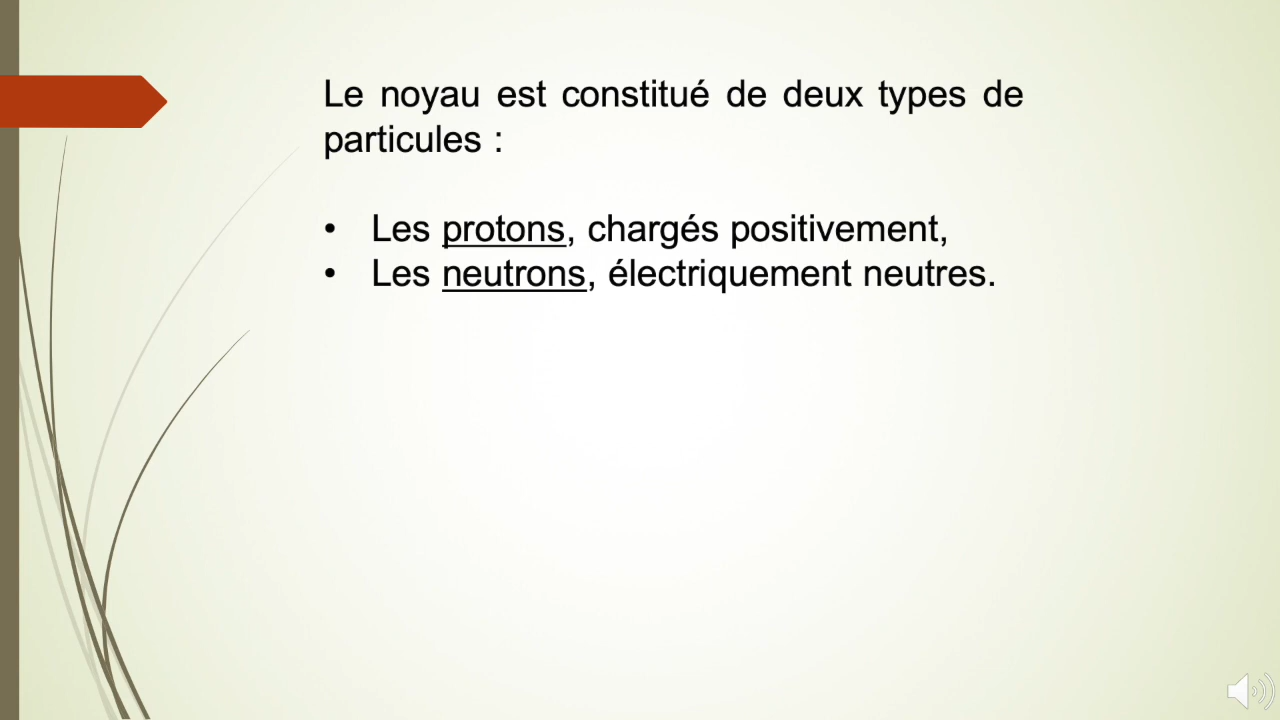 Le noyau est constitué de deux types de
particules :
• Les protons, chargés positivement,
• Les neutrons, électriquement neutres.